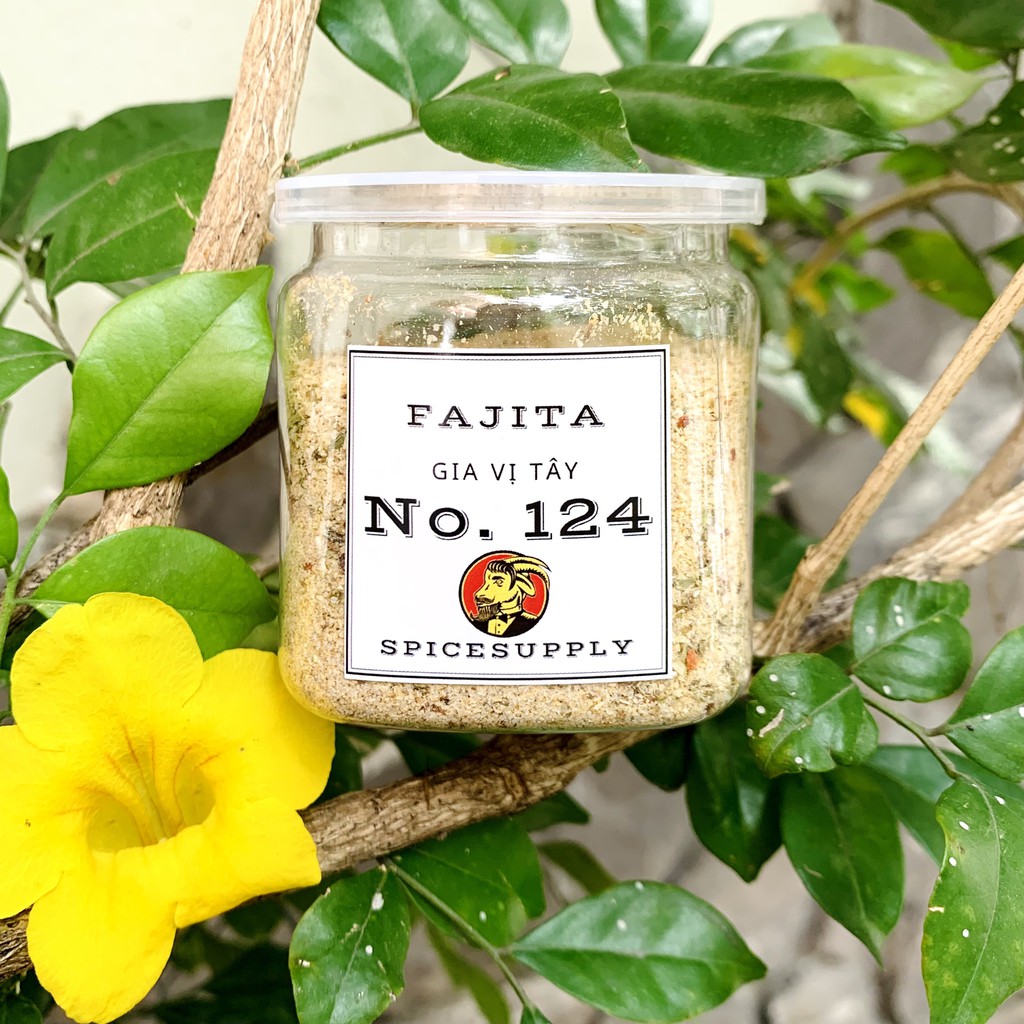 FAJITA
GIA VỊ TÂY
No. 124
SPICESUPPLY